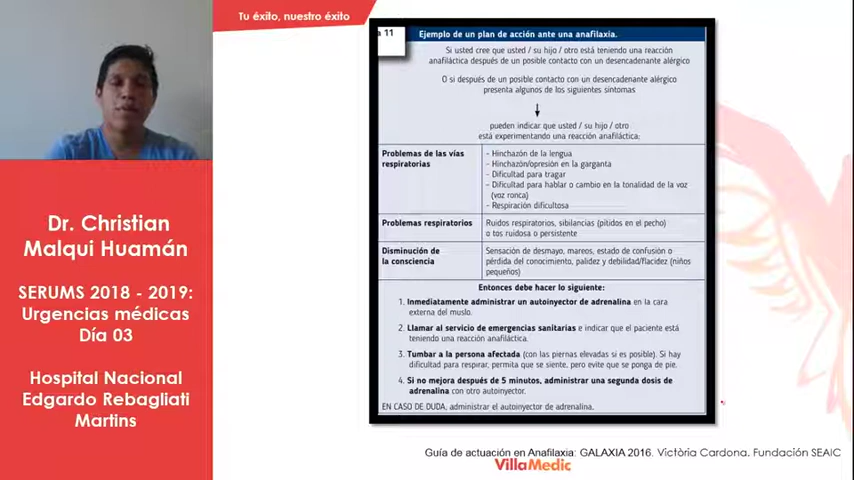 Tu éxito, nuestro éxito
Dr. Christian
Malqui Huamán
SERUMS 2018 - 2019:
Urgencias médicas
Día 03
Hospital Nacional
Edgardo Rebagliati
Martins
11
Ejemplo de un plan de acción ante una anafilaxia.
Si usted cree que usted / su hijo / otro está teniendo una reacción
anafiláctica después de un posible contacto con un desencadenante alérgico
O si después de un posible contacto con un desencadenante alérgico
presenta algunos de los siguientes síntomas
pueden indicar que usted / su hijo / otro
está experimentando una reacción anafiláctica:
Problemas de las vías
respiratorias
- Hinchazón de la lengua
- Hinchazón/opresión en la garganta
- Dificultad para tragar
- Dificultad para hablar o cambio en la tonalidad de la voz
(voz ronca)
- Respiración dificultosa
Problemas respiratorios
Ruidos respiratorios, sibilancias (pitidos en el pecho)
o tos ruidosa o persistente
Disminución de
la consciencia
Sensación de desmayo, mareos, estado de confusión o
pérdida del conocimiento, palidez y debilidad/flacidez (niños
pequeños)
Entonces debe hacer lo siguiente:
1. Inmediatamente administrar un autoinyector de adrenalina en la cara
externa del muslo.
2. Llamar al servicio de emergencias sanitarias e indicar que el paciente está
teniendo una reacción anafiláctica.
3. Tumbar a la persona afectada (con las piernas elevadas si es posible). Si hay
dificultad para respirar, permita que se siente, pero evite que se ponga de pie.
4. Si no mejora después de 5 minutos, administrar una segunda dosis de
adrenalina con otro autoinyector.
EN CASO DE DUDA, administrar el autoinyector de adrenalina.
Guía de actuación en Anafilaxia: GALAXIA 2016. Victòria Cardona. Fundación SEAIC
VillaMedic